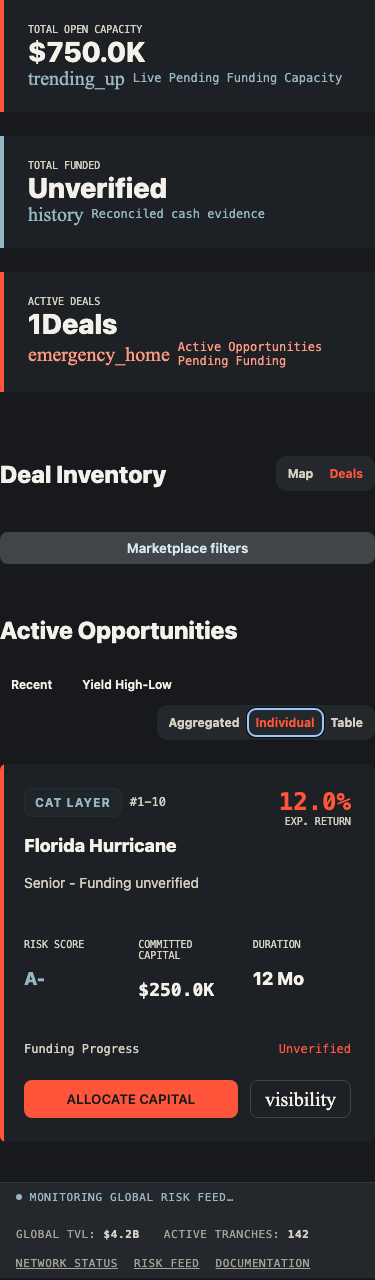 TOTAL OPEN CAPACITY
$750.0K
trending_up Live Pending Funding Capacity
TOTAL FUNDED
Unverified
history Reconciled cash evidence
ACTIVE DEALS
1Deals
emergency_home Active Opportunities
Pending Funding
Deal Inventory
Map Deals
Marketplace filters
Active Opportunities
Recent Yield High-Low
Aggregated Individual Table
CAT LAYER #1-10
12.0%
EXP. RETURN
Florida Hurricane
Senior - Funding unverified
RISK SCORE
A-
COMMITTED
CAPITAL
$250.0K
DURATION
12 Mo
Funding Progress Unverified
ALLOCATE CAPITAL visibility
MONITORING GLOBAL RISK FEED…
GLOBAL TVL: $4.2B ACTIVE TRANCHES: 142
NETWORK STATUS RISK FEED DOCUMENTATION